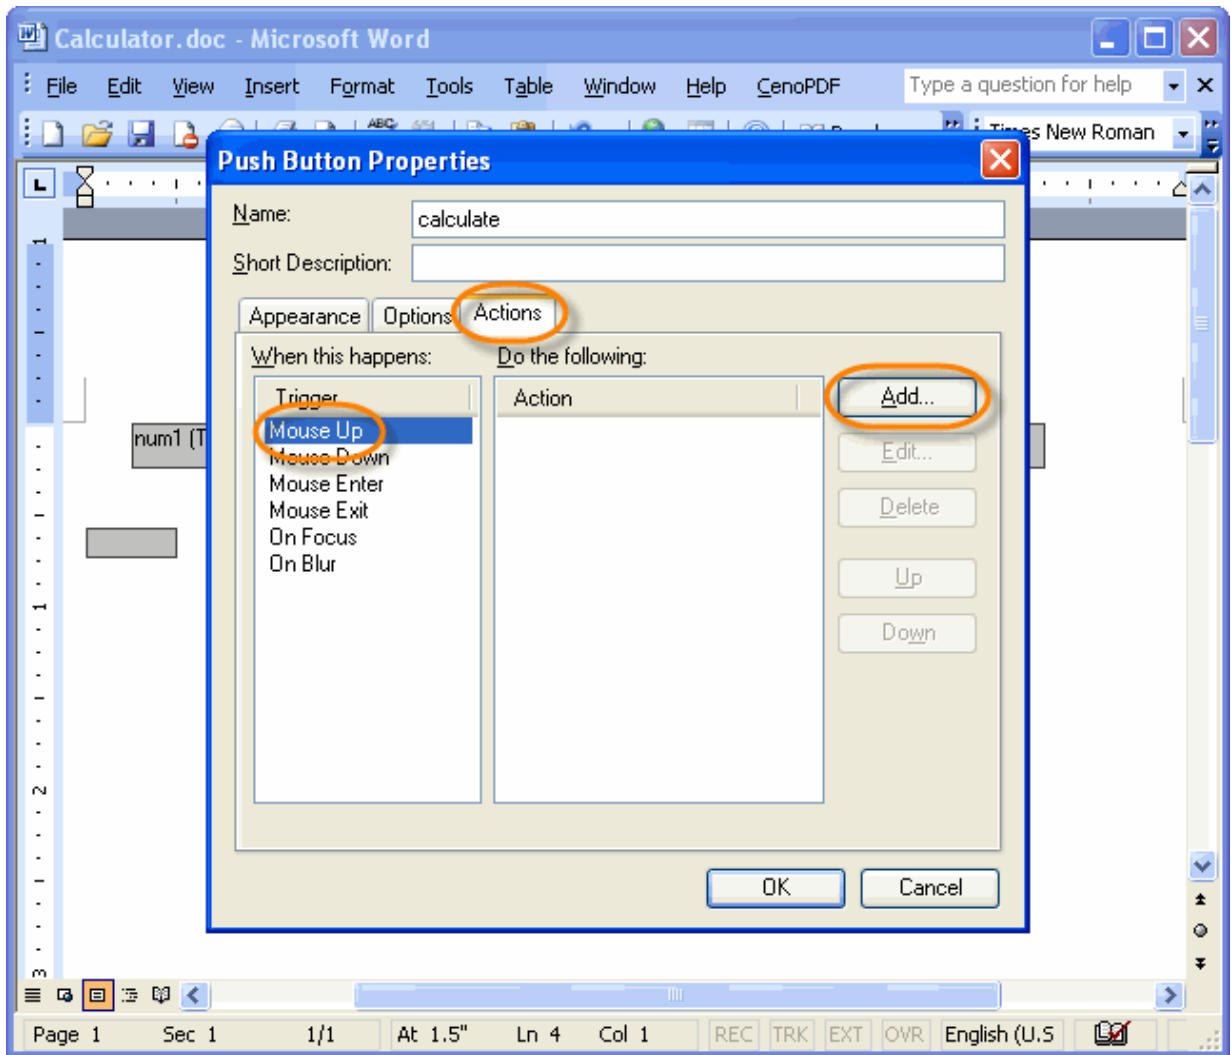 Calculator.doc - Microsoft Word
File Edit View Insert Format Tools Table Window Help CenoPDF Type a question for help
Times New Roman
Push Button Properties
Name: calculate
Short Description:
Appearance Options Actions
When this happens: Do the following:
Trigger Action Add...
Mouse Up
num1 (T
Mouse Down Edit...
Mouse Enter
Mouse Exit Delete
On Focus
On Blur
Up
Down
OK Cancel
Page 1 Sec 1 1/1 At 1.5" Ln 4 Col 1 REC TRK EXT OVR English (U.S